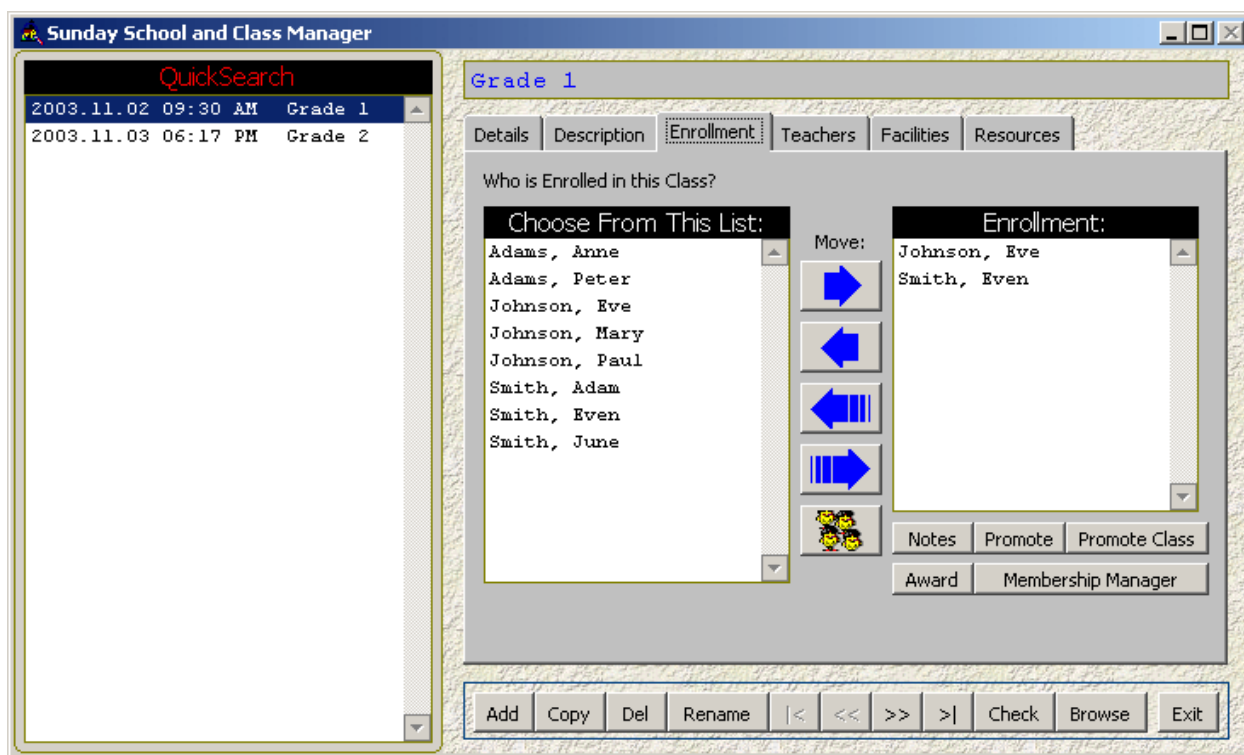 Sunday School and Class Manager
QuickSearch
2003.11.02 09:30 AM Grade 1
2003.11.03 06:17 PM Grade 2
Grade 1
Details Description Enrollment Teachers Facilities Resources
Who is Enrolled in this Class?
Choose From This List:
Adams, Anne
Adams, Peter
Johnson, Eve
Johnson, Mary
Johnson, Paul
Smith, Adam
Smith, Even
Smith, June
Move:
Enrollment:
Johnson, Eve
Smith, Even
Notes Promote Promote Class
Award Membership Manager
Add Copy Del Rename |< << >> >| Check Browse Exit